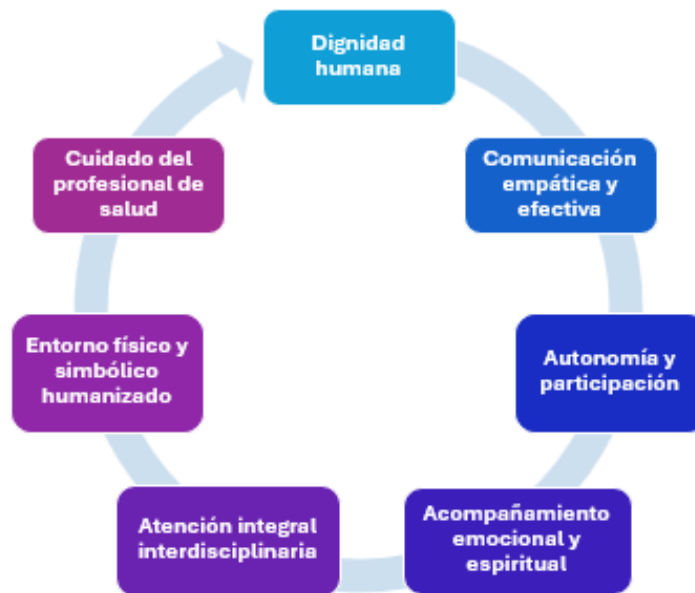 Dignidad
humana
Comunicación
empática y
efectiva
Autonomía y
participación
Acompañamiento
emocional y
espiritual
Atención integral
interdisciplinaria
Entorno físico y
simbólico
humanizado
Cuidado del
profesional de
salud